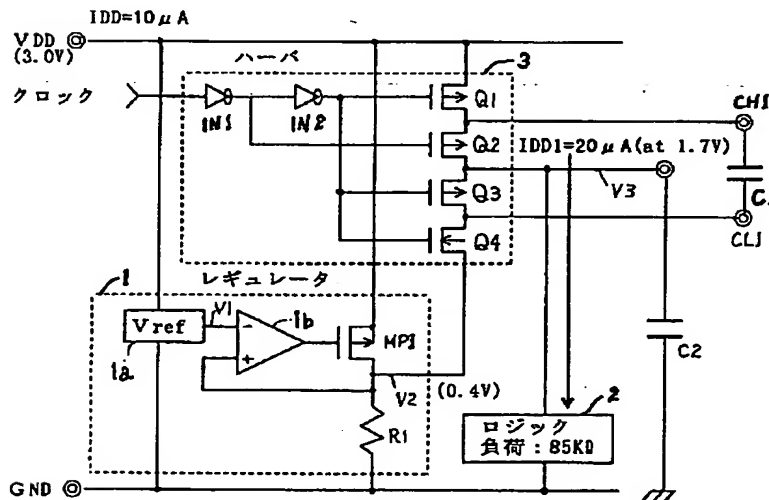 IDD=10μA
VDD
(3.0V)
ハーバ
3
クロック
IN1
IN2
Q1
CH1
Q2
IDD1=20μA(at 1.7V)
Q3
V3
CL1
Q4
レギュレータ
1
Vref
V1
1b
MP1
1a
V2
(0.4V)
C2
R1
2
ロジック
負荷:85KΩ
GND